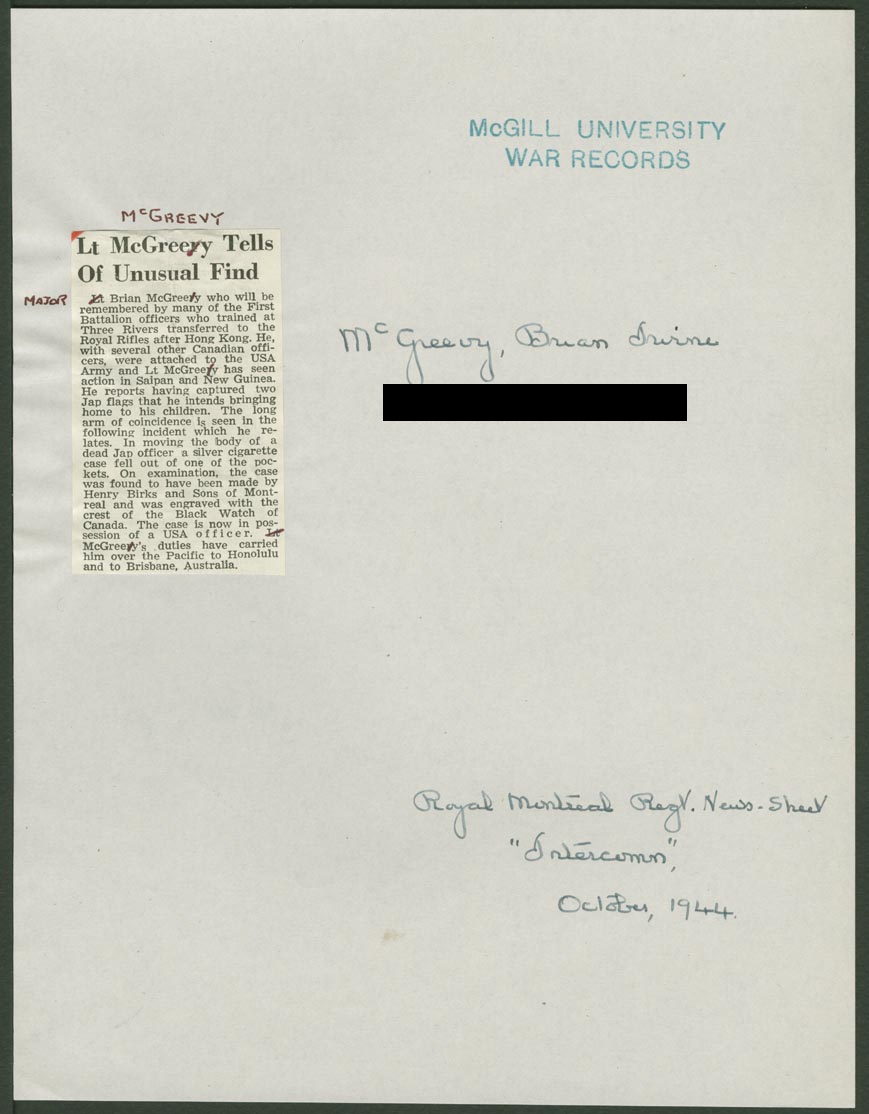 McGILL UNIVERSITY
WAR RECORDS
McGREEVY
Lt McGreery Tells
Of Unusual Find
MAJOR
Lt Brian McGreery who will be
remembered by many of the First
Battalion officers who trained at
Three Rivers transferred to the
Royal Rifles after Hong Kong. He,
with several other Canadian offi-
cers, were attached to the USA
Army and Lt McGreery has seen
action in Saipan and New Guinea.
He reports having captured two
Jap flags that he intends bringing
home to his children. The long
arm of coincidence is seen in the
following incident which he re-
lates. In moving the body of a
dead Jap officer a silver cigarette
case fell out of one of the poc-
kets. On examination, the case
was found to have been made by
Henry Birks and Sons of Mont-
real and was engraved with the
crest of the Black Watch of
Canada. The case is now in pos-
session of a USA officer. Lt
McGreery's duties have carried
him over the Pacific to Honolulu
and to Brisbane, Australia.
McGreevy, Brian Irvine
Royal Montreal Regt. News-Sheet
"Intercomn",
October, 1944.